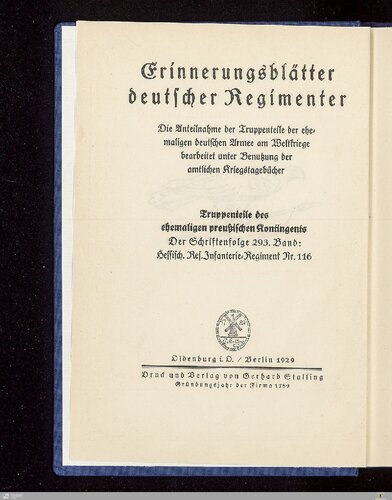 Erinnerungsblätter
deutscher Regimenter
Die Anteilnahme der Truppenteile der ehe-
maligen deutschen Armee am Weltkriege
bearbeitet unter Benutzung der
amtlichen Kriegstagebücher
Truppenteile des
ehemaligen preußischen Kontingents
Der Schriftenfolge 293. Band:
Hessisch. Res. Infanterie-Regiment Nr. 116
Oldenburg i. O. / Berlin 1929
Druck und Verlag von Gerhard Stalling
Gründungsjahr der Firma 1789